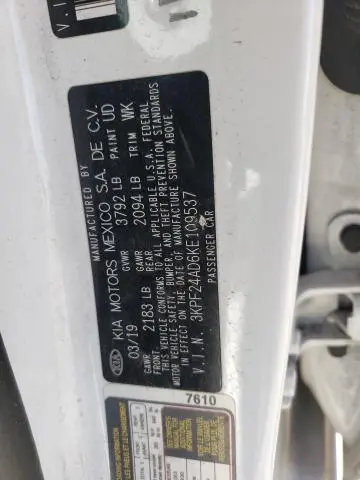 MANUFACTURED BY
KIA KIA MOTORS MEXICO S.A. DE C.V.
03/19 GVWR 3792 LB PAINT UD
GAWR FRONT: 2183 LB GAWR REAR 2094 LB TRIM WK
THIS VEHICLE CONFORMS TO ALL APPLICABLE U.S.A. FEDERAL
MOTOR VEHICLE SAFETY, BUMPER, AND THEFT PREVENTION STANDARDS
IN EFFECT ON THE DATE OF MANUFACTURE SHOWN ABOVE.
V.I.N. 3KPF24AD6KE109537
PASSENGER CAR
V.I
7610